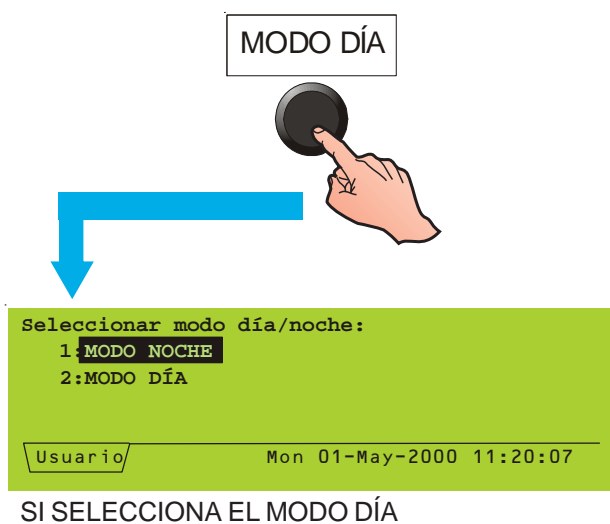 MODO DÍA
Seleccionar modo día/noche:
1:MODO NOCHE
2:MODO DÍA
Usuario Mon 01-May-2000 11:20:07
SI SELECCIONA EL MODO DÍA